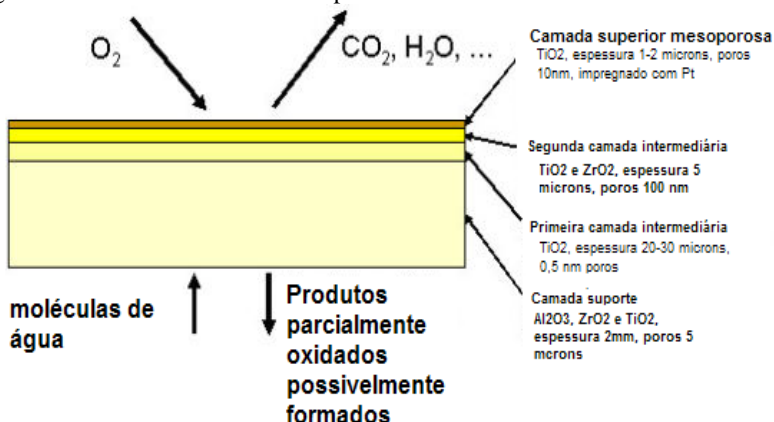 O2
CO2, H2O, ...
Camada superior mesoporosa
TiO2, espessura 1-2 microns, poros
10nm, impregnado com Pt
Segunda camada intermediária
TiO2 e ZrO2, espessura 5
microns, poros 100 nm
Primeira camada intermediária
TiO2, espessura 20-30 microns,
0,5 nm poros
Camada suporte
Al2O3, ZrO2 e TiO2,
espessura 2mm, poros 5
mcrons
moléculas de
água
Produtos
parcialmente
oxidados
possivelmente
formados